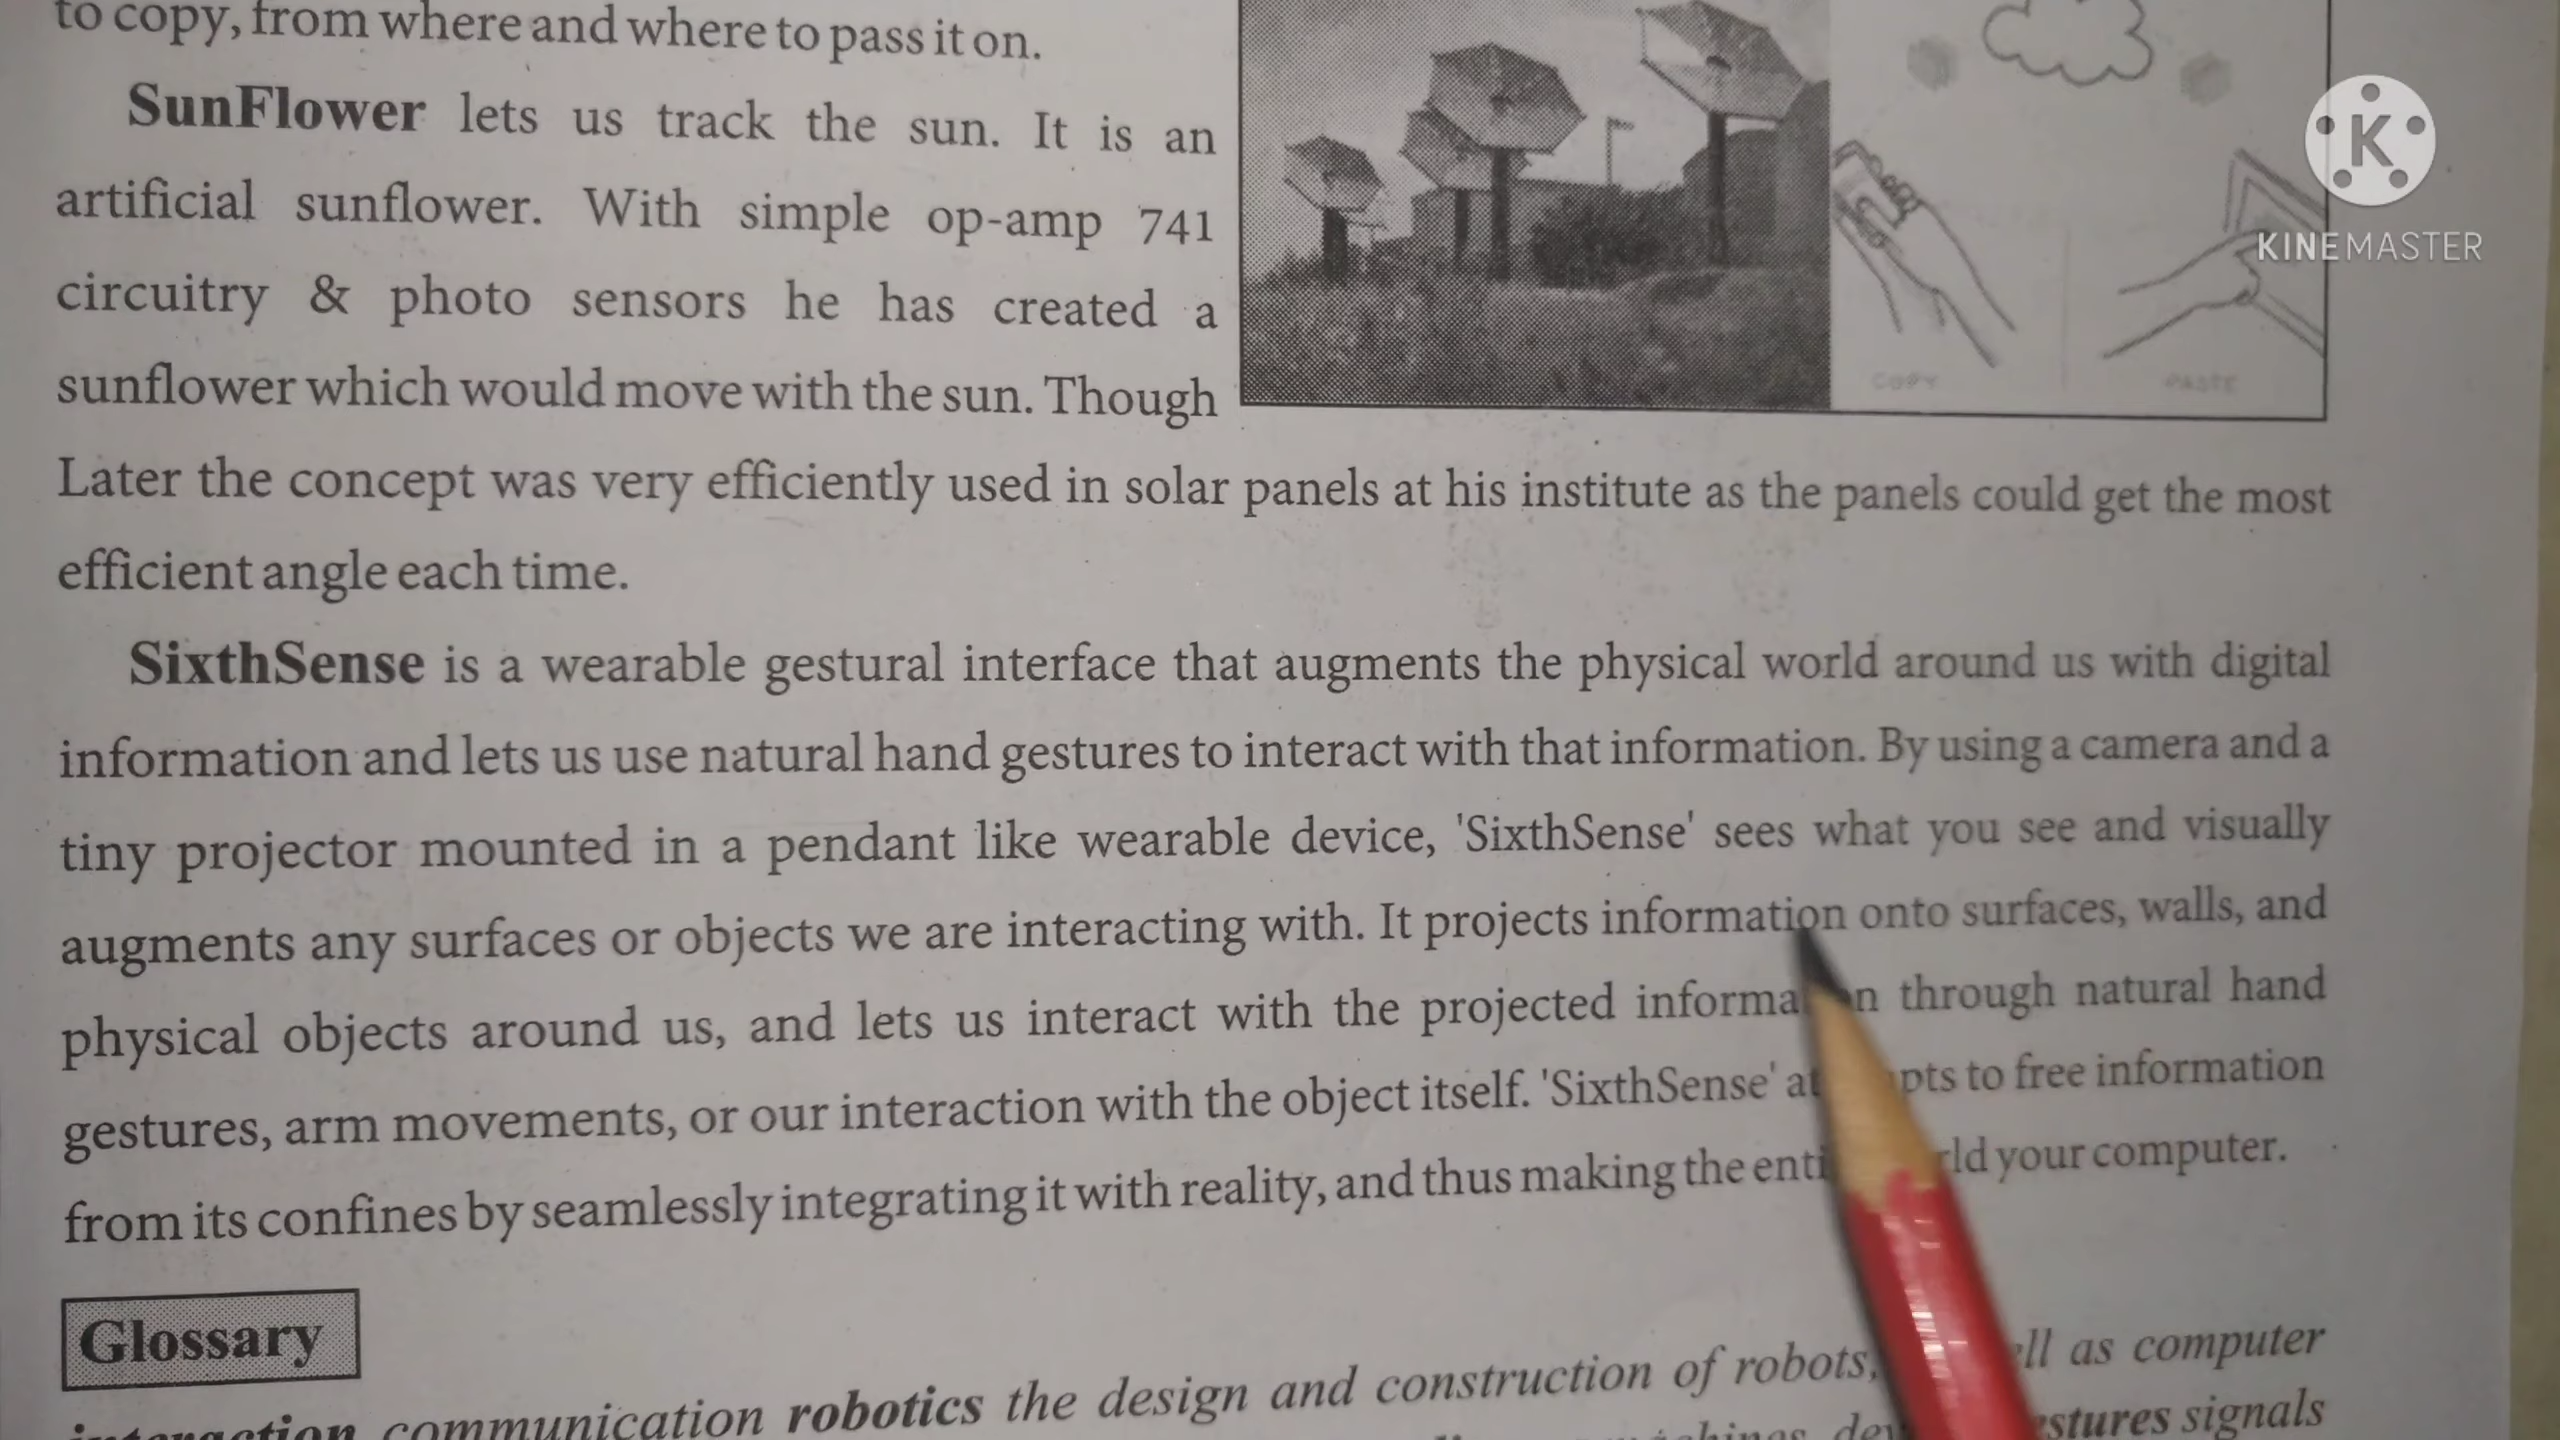 to copy, from where and where to pass it on.
SunFlower lets us track the sun. It is an
artificial sunflower. With simple op-amp 741
circuitry & photo sensors he has created a
sunflower which would move with the sun. Though
Later the concept was very efficiently used in solar panels at his institute as the panels could get the most
efficient angle each time.
COPY
PASTE
K
KINEMASTER
SixthSense is a wearable gestural interface that augments the physical world around us with digital
information and lets us use natural hand gestures to interact with that information. By using a camera and a
tiny projector mounted in a pendant like wearable device, 'SixthSense' sees what you see and visually
augments any surfaces or objects we are interacting with. It projects information onto surfaces, walls, and
physical objects around us, and lets us interact with the projected through natural hand
gestures, arm movements, or our interaction with the object itself. 'SixthSense' to free information
from its confines by seamlessly integrating it with reality, and thus making the your computer.
Glossary
interaction communication robotics the design and construction of robots, as computer
signals